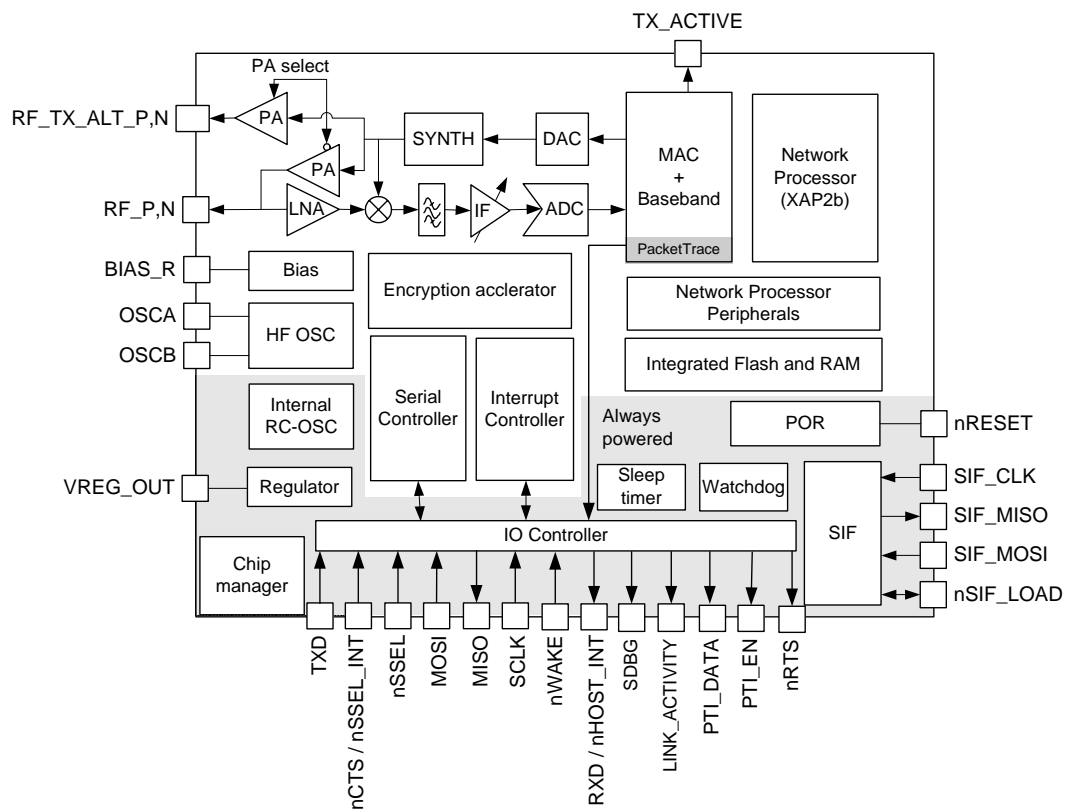 TX_ACTIVE
PA select
RF_TX_ALT_P,N
PA
SYNTH
DAC
MAC
+
Baseband
Network
Processor
(XAP2b)
PA
RF_P,N
LNA
IF
ADC
PacketTrace
BIAS_R
Bias
Encryption acclerator
Network Processor
Peripherals
OSCA
HF OSC
OSCB
Integrated Flash and RAM
Serial
Controller
Interrupt
Controller
Internal
RC-OSC
Always
powered
POR
nRESET
VREG_OUT
Regulator
Sleep
timer
Watchdog
SIF
SIF_CLK
SIF_MISO
SIF_MOSI
nSIF_LOAD
IO Controller
Chip
manager
TXD
nCTS / nSSEL_INT
nSSEL
MOSI
MISO
SCLK
nWAKE
RXD / nHOST_INT
SDBG
LINK_ACTIVITY
PTI_DATA
PTI_EN
nRTS